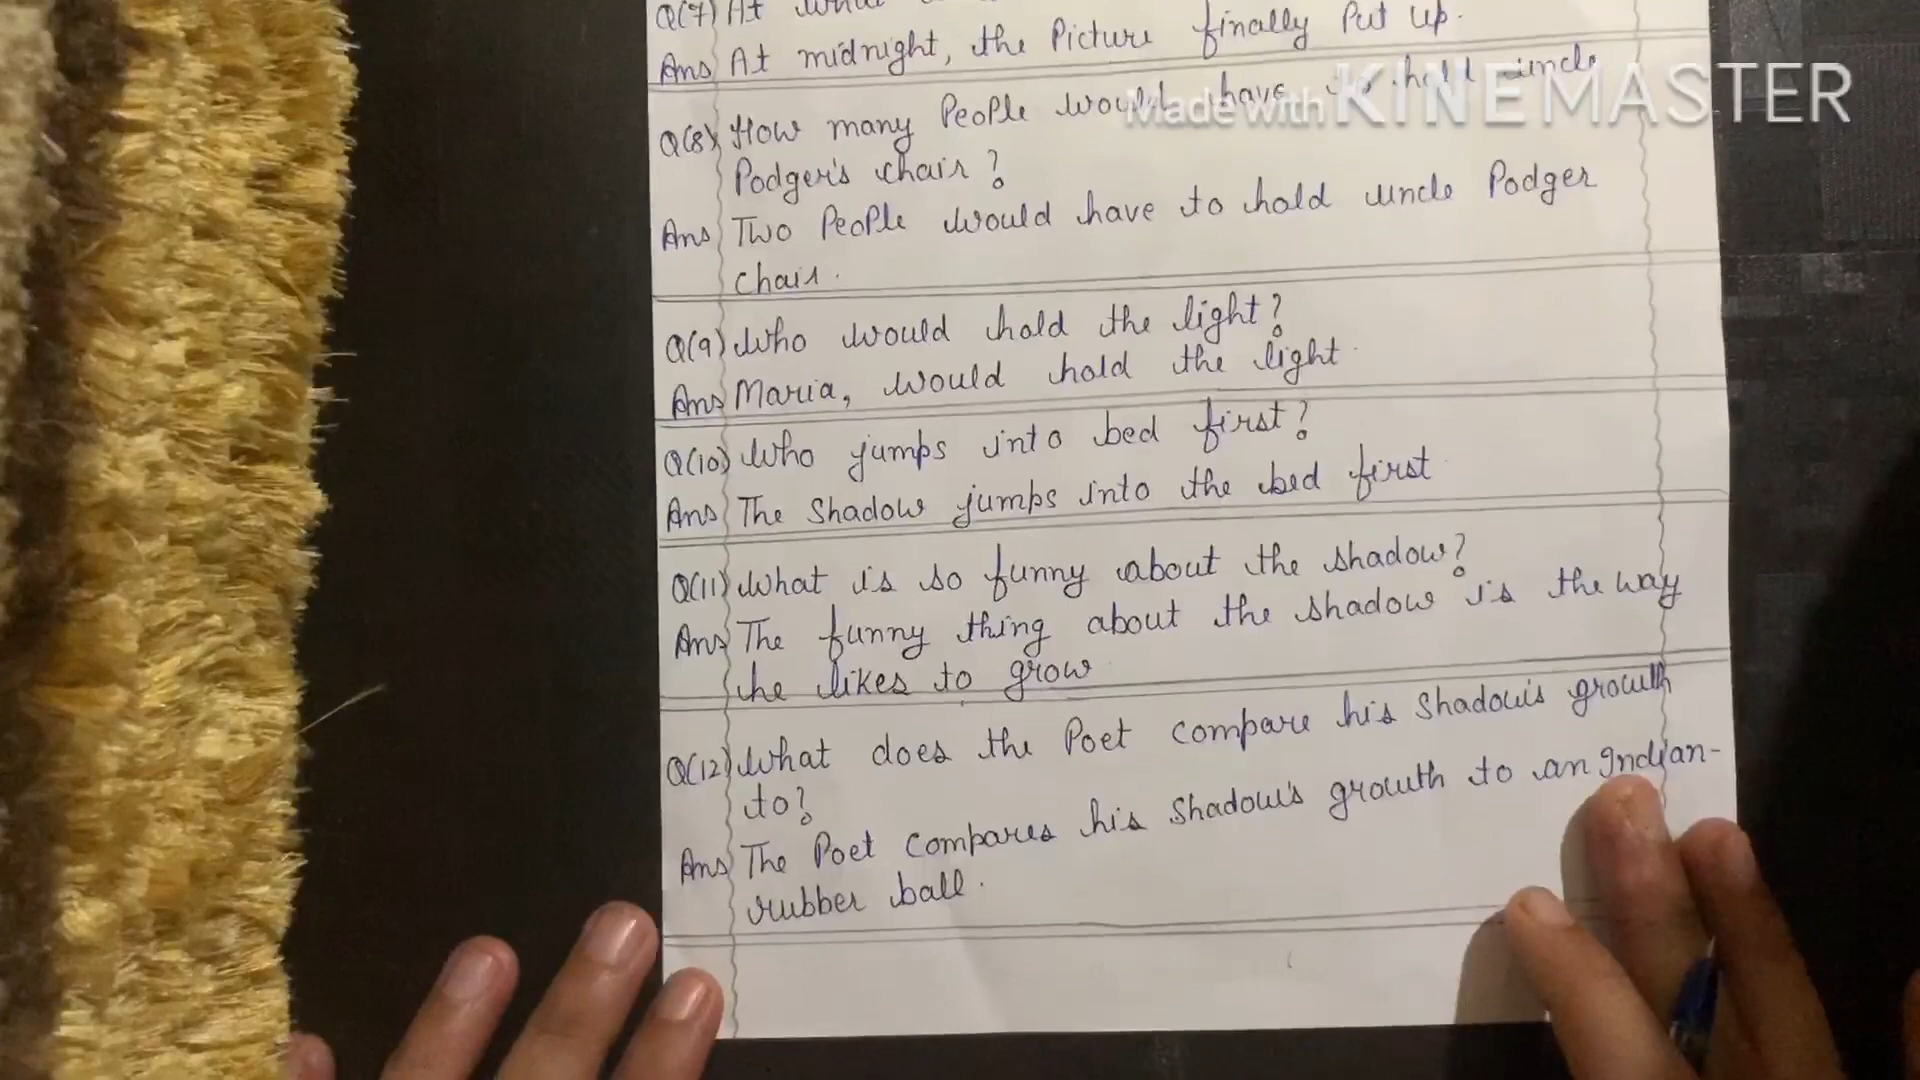 Q(7) At
Ans At midnight, the Picture finally Put up.
Made with KINEMASTER
Q(8) How many People would have to hold uncle
Podger's chair?
Ans Two People would have to hold uncle Podger
chair.
Q(9) Who would hold the light?
Ans Maria, would hold the light.
Q(10) Who jumps into bed first?
Ans The Shadow jumps into the bed first
Q(11) What is so funny about the shadow?
Ans The funny thing about the shadow is the way
he likes to grow
Q(12) What does the Poet compare his Shadow's growth
to?
Ans The Poet compares his Shadow's growth to an Indian-
rubber ball.